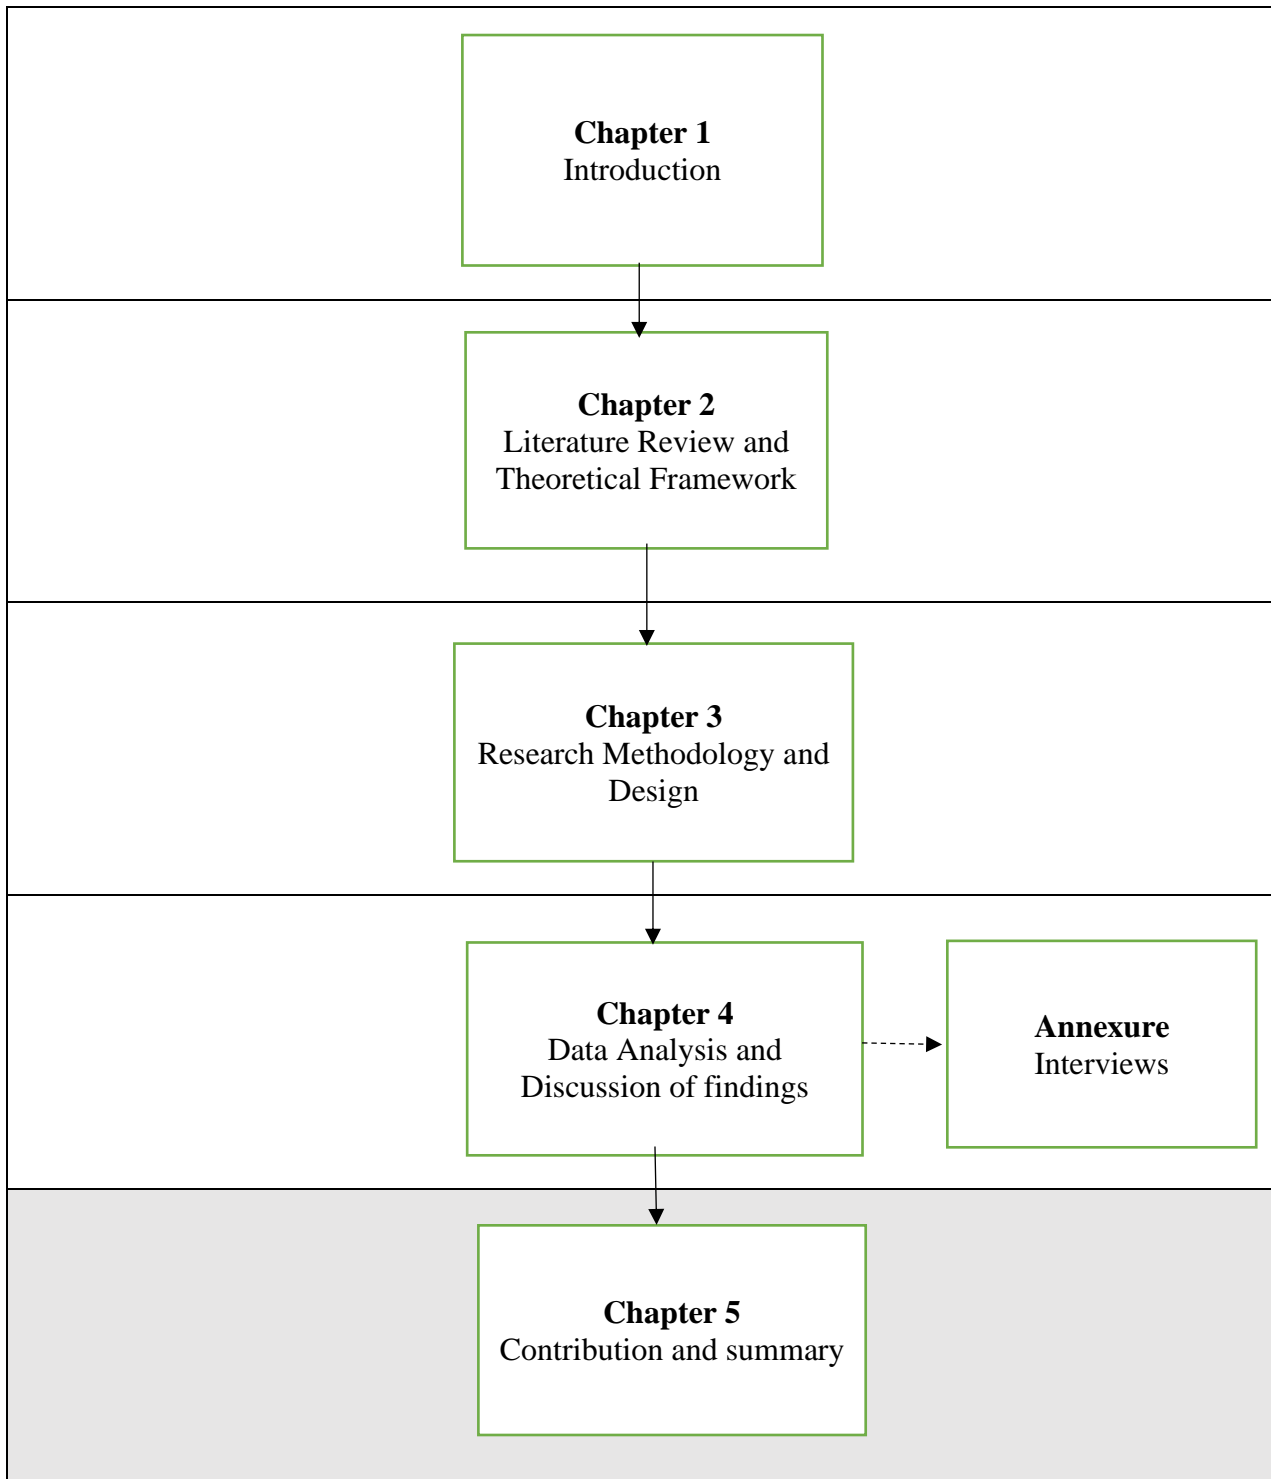 Chapter 1
Introduction
Chapter 2
Literature Review and
Theoretical Framework
Chapter 3
Research Methodology and
Design
Chapter 4
Data Analysis and
Discussion of findings
Annexure
Interviews
Chapter 5
Contribution and summary